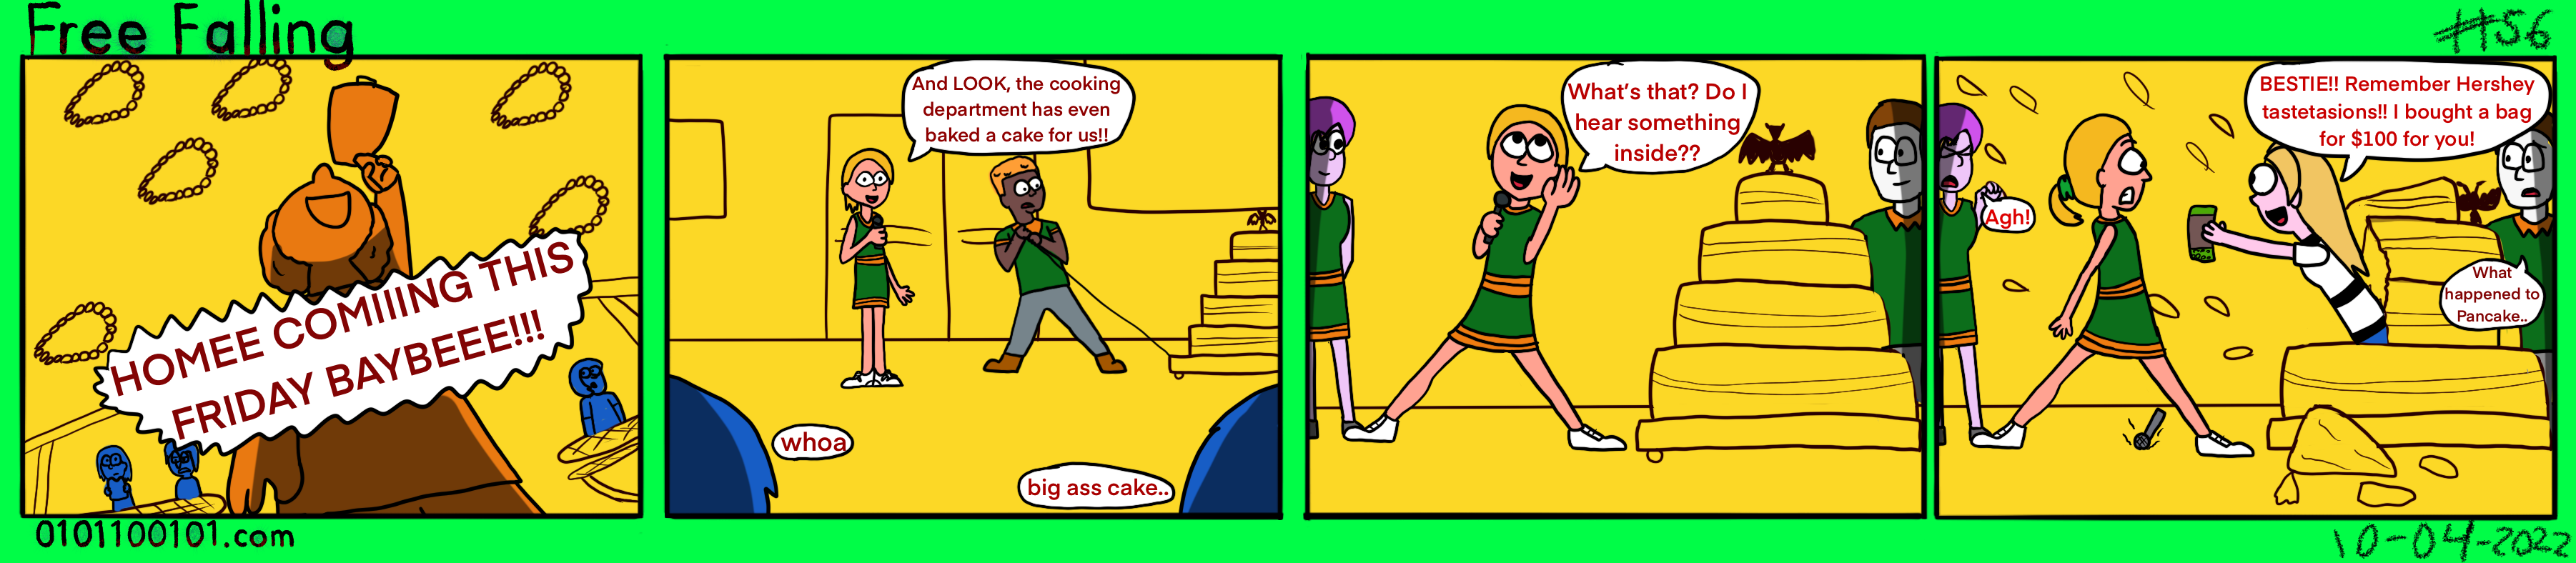 Free Falling
#56
HOMEE COMIIING THIS
FRIDAY BAYBEEE!!!
And LOOK, the cooking
department has even
baked a cake for us!!
whoa
big ass cake..
What's that? Do I
hear something
inside??
BESTIE!! Remember Hershey
tastetasions!! I bought a bag
for $100 for you!
Agh!
What
happened to
Pancake..
0101100101.com
10-04-2022